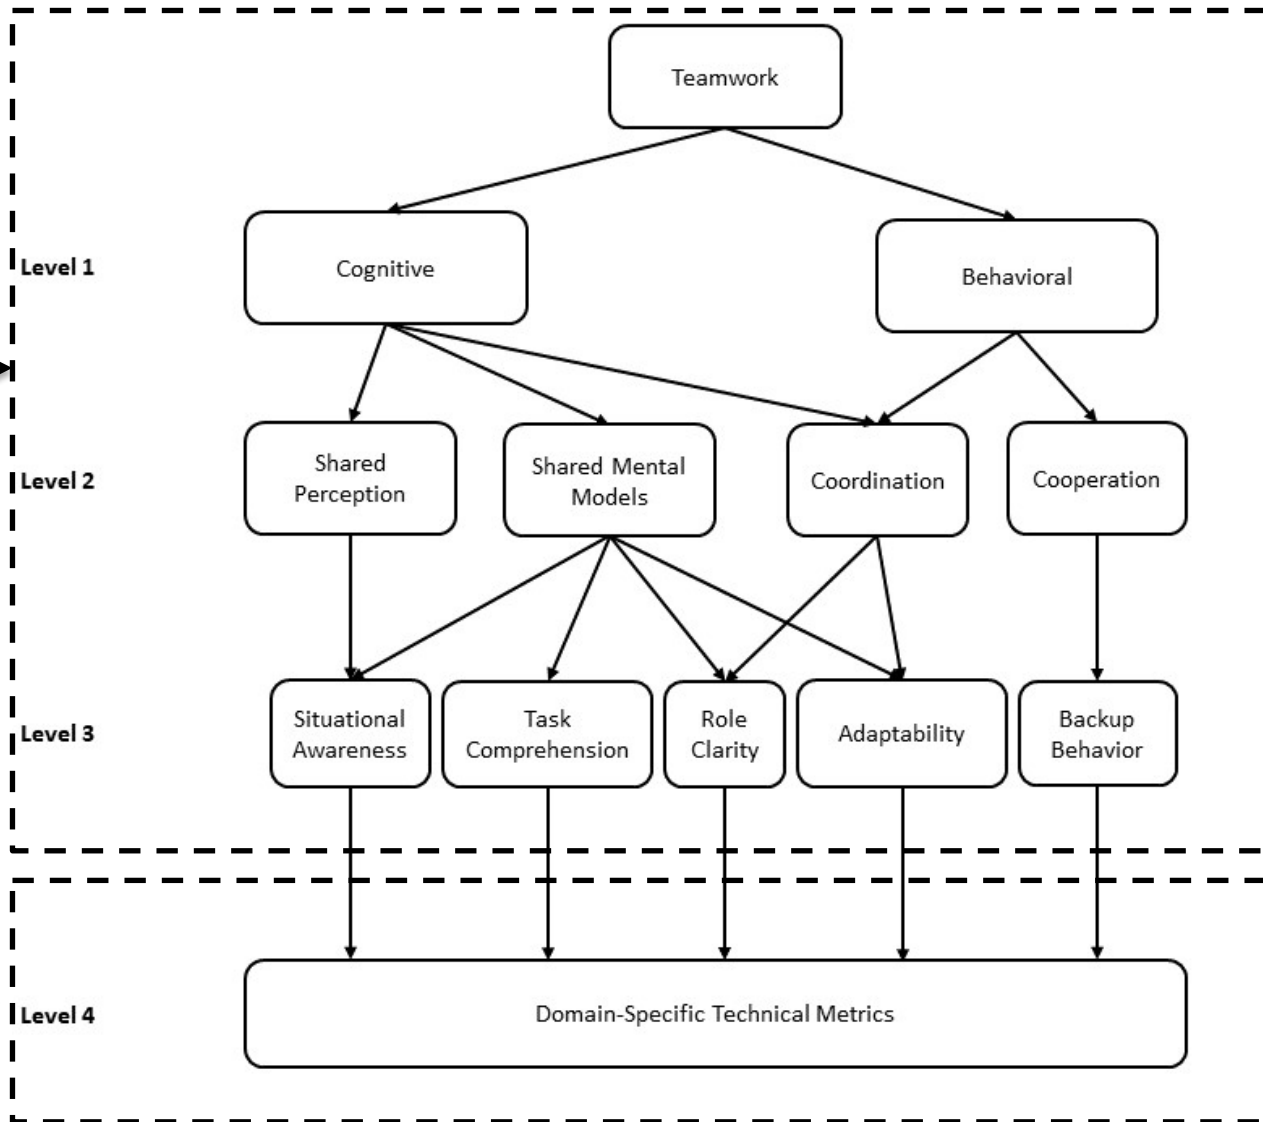 Teamwork
Level 1
Cognitive
Behavioral
Level 2
Shared
Perception
Shared Mental
Models
Coordination
Cooperation
Level 3
Situational
Awareness
Task
Comprehension
Role
Clarity
Adaptability
Backup
Behavior
Level 4
Domain-Specific Technical Metrics